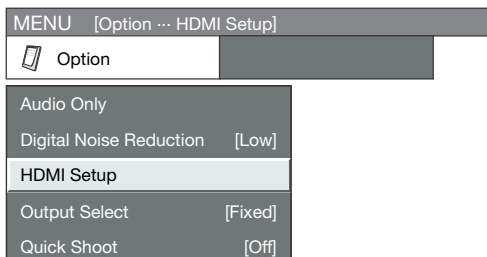 MENU [Option ··· HDMI Setup]
Option
Audio Only
Digital Noise Reduction [Low]
HDMI Setup
Output Select [Fixed]
Quick Shoot [Off]